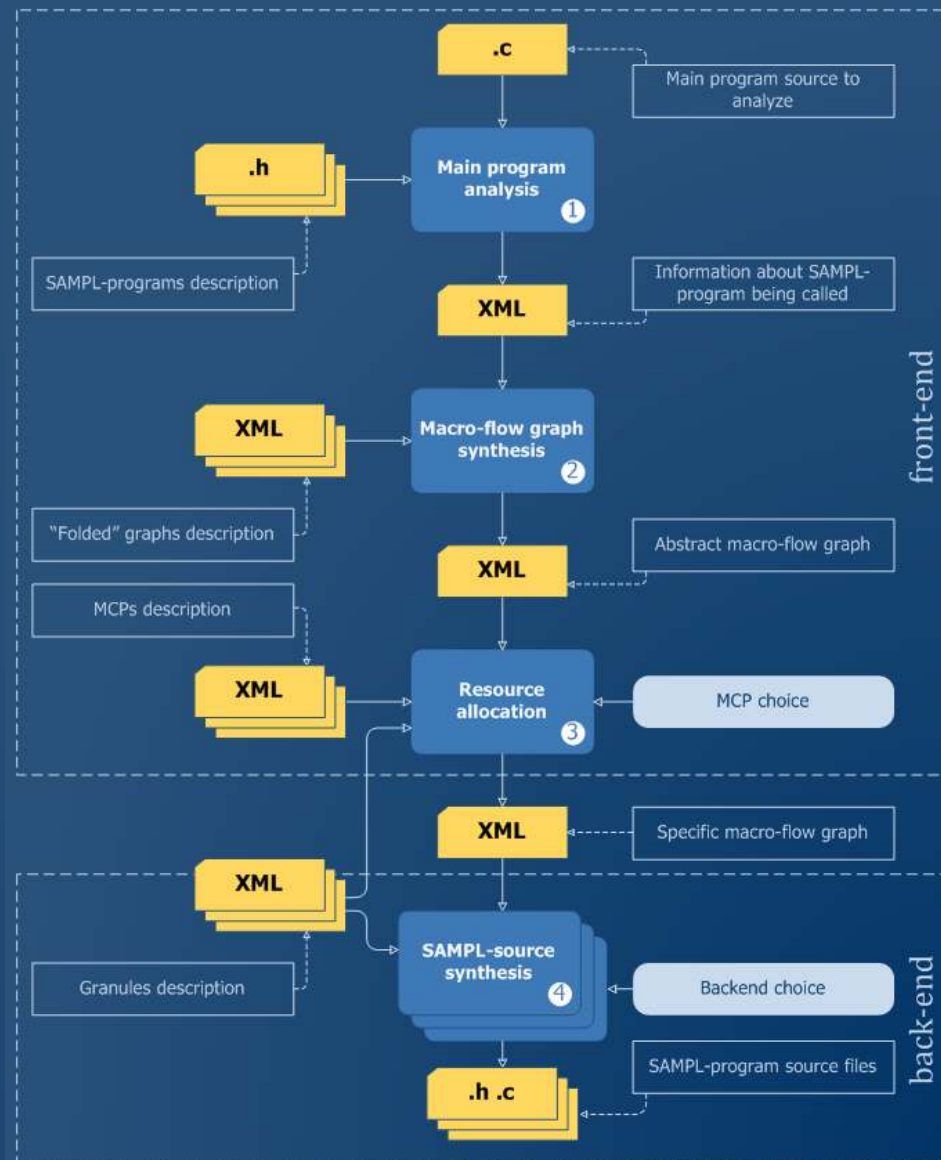 .c
Main program source to
analyze
.h
Main program
analysis
1
SAMPL-programs description
Information about SAMPL-
program being called
XML
front-end
XML
Macro-flow graph
synthesis
2
"Folded" graphs description
XML
Abstract macro-flow graph
MCPs description
XML
Resource
allocation
3
MCP choice
XML
Specific macro-flow graph
XML
SAMPL-source
synthesis
4
Granules description
Backend choice
back-end
.h .c
SAMPL-program source files